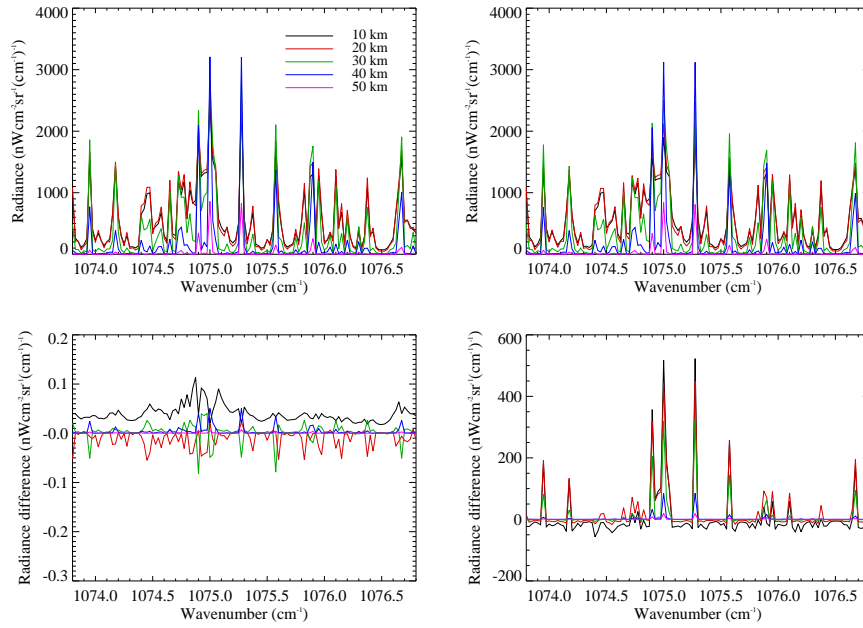 4000
3000
2000
1000
0
Radiance (nWcm-2sr-1(cm-1)-1)
10 km
20 km
30 km
40 km
50 km
1074.0 1074.5 1075.0 1075.5 1076.0 1076.5
Wavenumber (cm-1)
4000
3000
2000
1000
0
Radiance (nWcm-2sr-1(cm-1)-1)
1074.0 1074.5 1075.0 1075.5 1076.0 1076.5
Wavenumber (cm-1)
0.2
0.1
-0.0
-0.1
-0.2
-0.3
Radiance difference (nWcm-2sr-1(cm-1)-1)
1074.0 1074.5 1075.0 1075.5 1076.0 1076.5
Wavenumber (cm-1)
600
400
200
0
-200
Radiance difference (nWcm-2sr-1(cm-1)-1)
1074.0 1074.5 1075.0 1075.5 1076.0 1076.5
Wavenumber (cm-1)